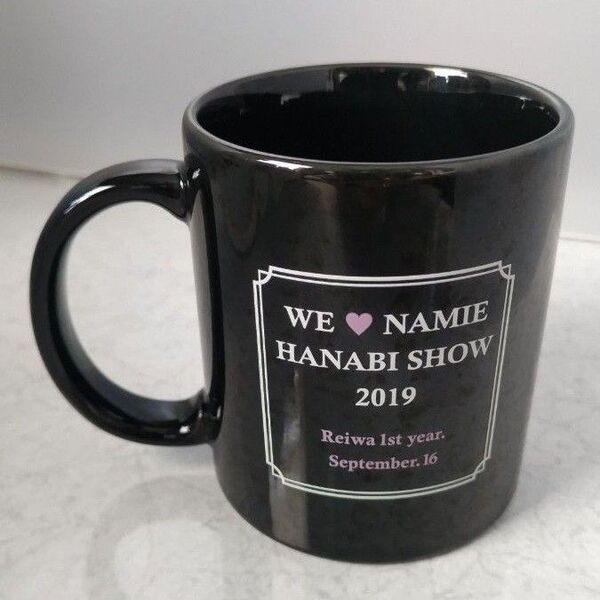 WE 💜 NAMIE
HANABI SHOW
2019
Reiwa 1st year.
September.16